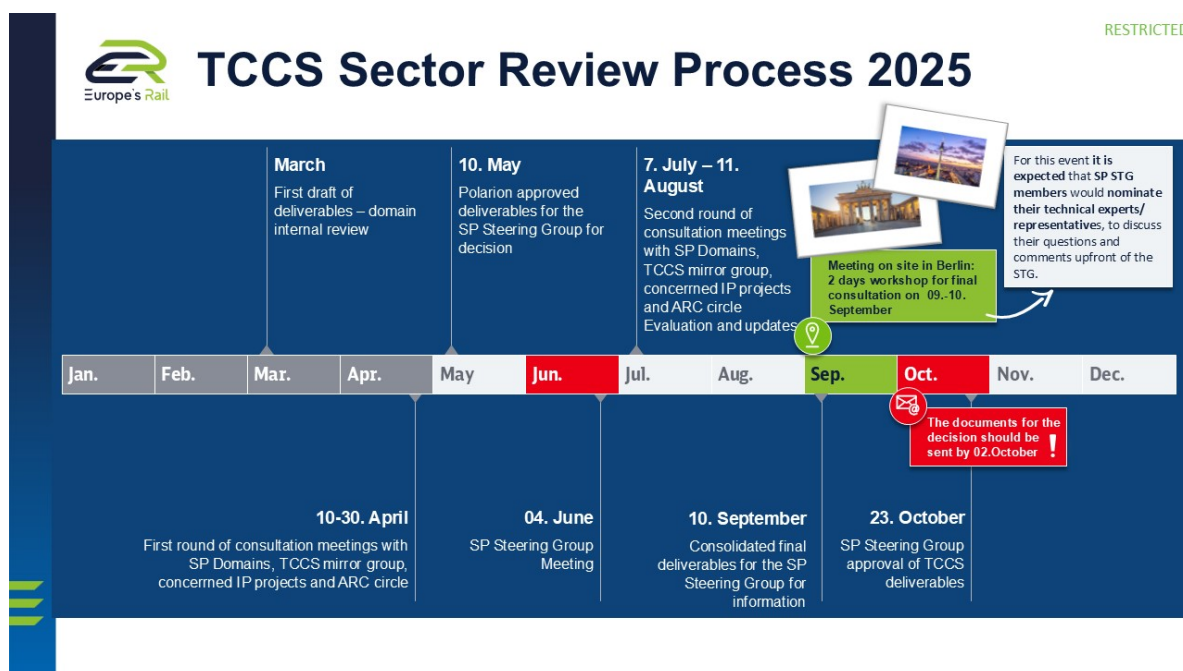 RESTRICTED
Europe's Rail
TCCS Sector Review Process 2025
March
First draft of
deliverables – domain
internal review
10. May
Polarion approved
deliverables for the
SP Steering Group for
decision
7. July – 11.
August
Second round of
consultation meetings
with SP Domains,
TCCS mirror group,
concerrned IP projects
and ARC circle
Evaluation and updates
Meeting on site in Berlin:
2 days workshop for final
consultation on 09.-10.
September
For this event it is
expected that SP STG
members would nominate
their technical experts/
representatives, to discuss
their questions and
comments upfront of the
STG.
Jan.
Feb.
Mar.
Apr.
May
Jun.
Jul.
Aug.
Sep.
Oct.
Nov.
Dec.
The documents for the
decision should be
sent by 02.October !
10-30. April
First round of consultation meetings with
SP Domains, TCCS mirror group,
concerrned IP projects and ARC circle
04. June
SP Steering Group
Meeting
10. September
Consolidated final
deliverables for the SP
Steering Group for
information
23. October
SP Steering Group
approval of TCCS
deliverables